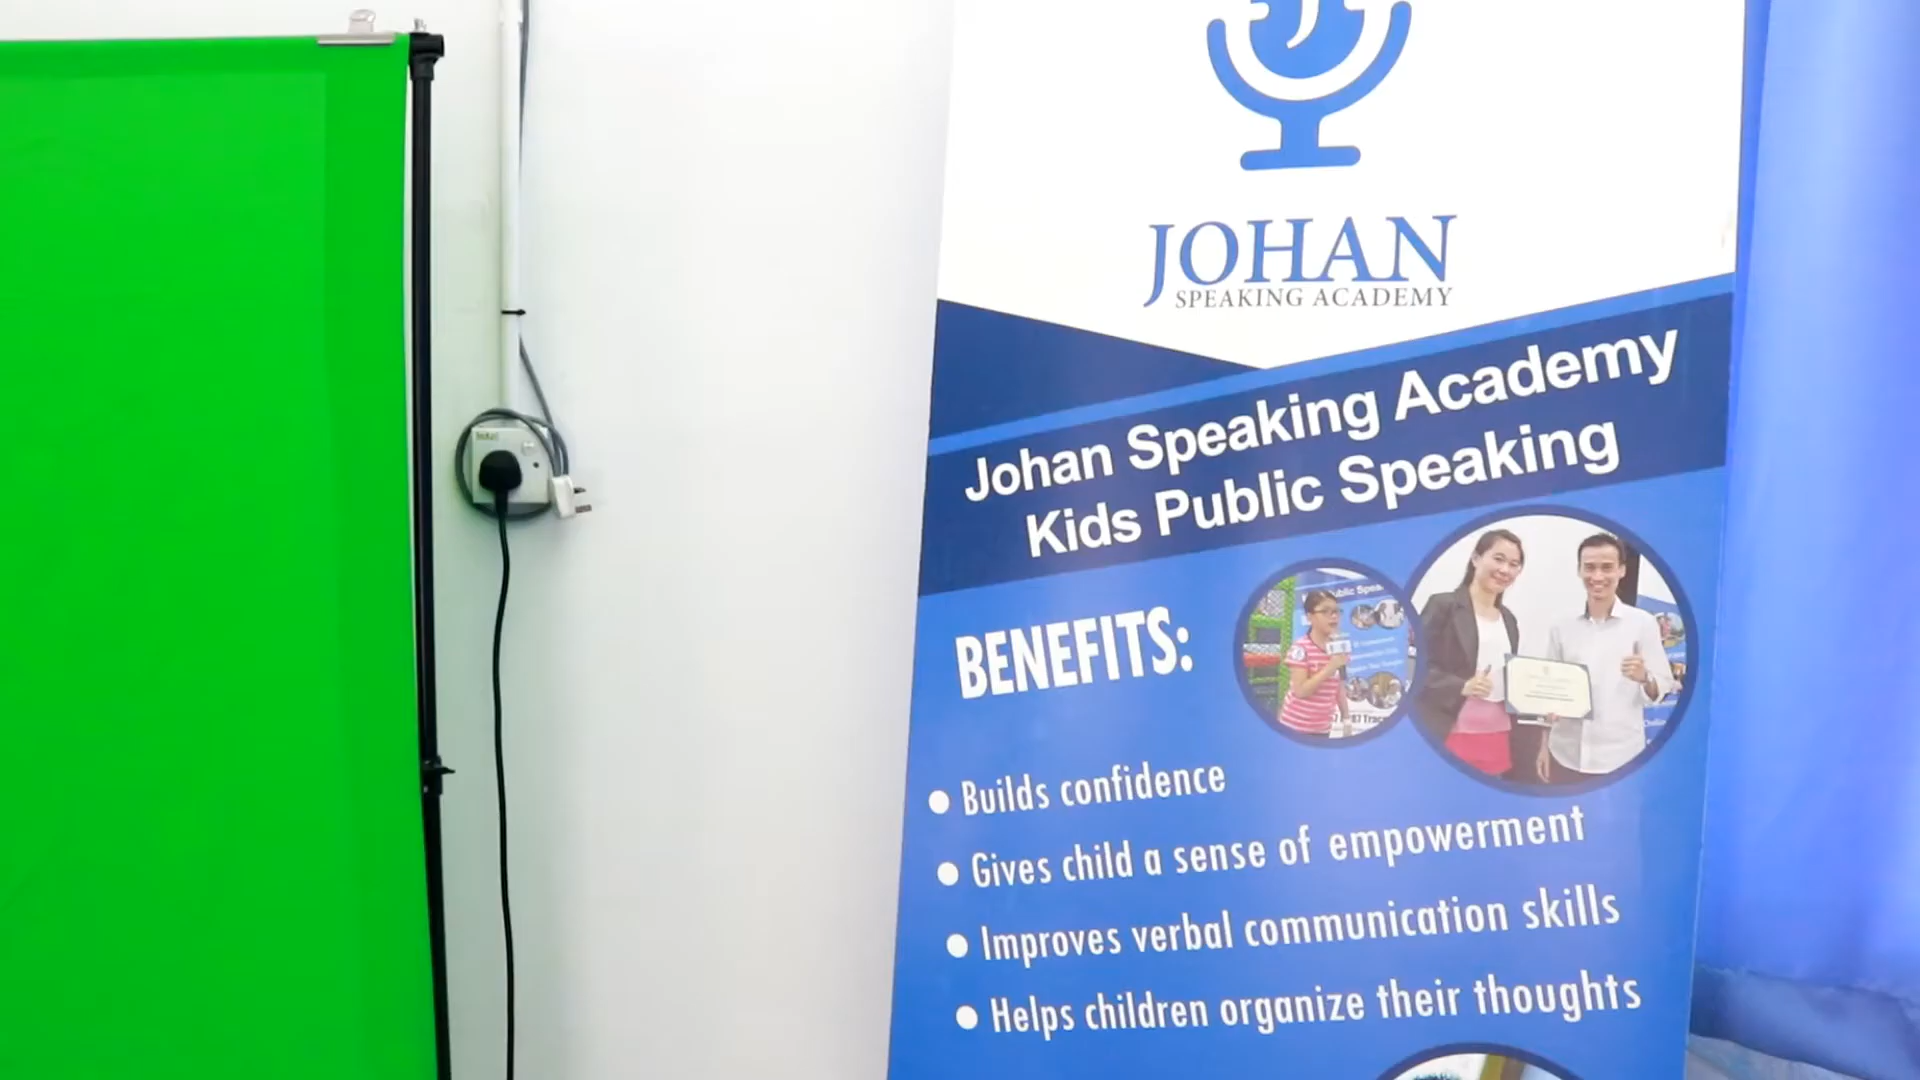 JOHAN
SPEAKING ACADEMY
Johan Speaking Academy
Kids Public Speaking
BENEFITS:
• Builds confidence
• Gives child a sense of empowerment
• Improves verbal communication skills
• Helps children organize their thoughts